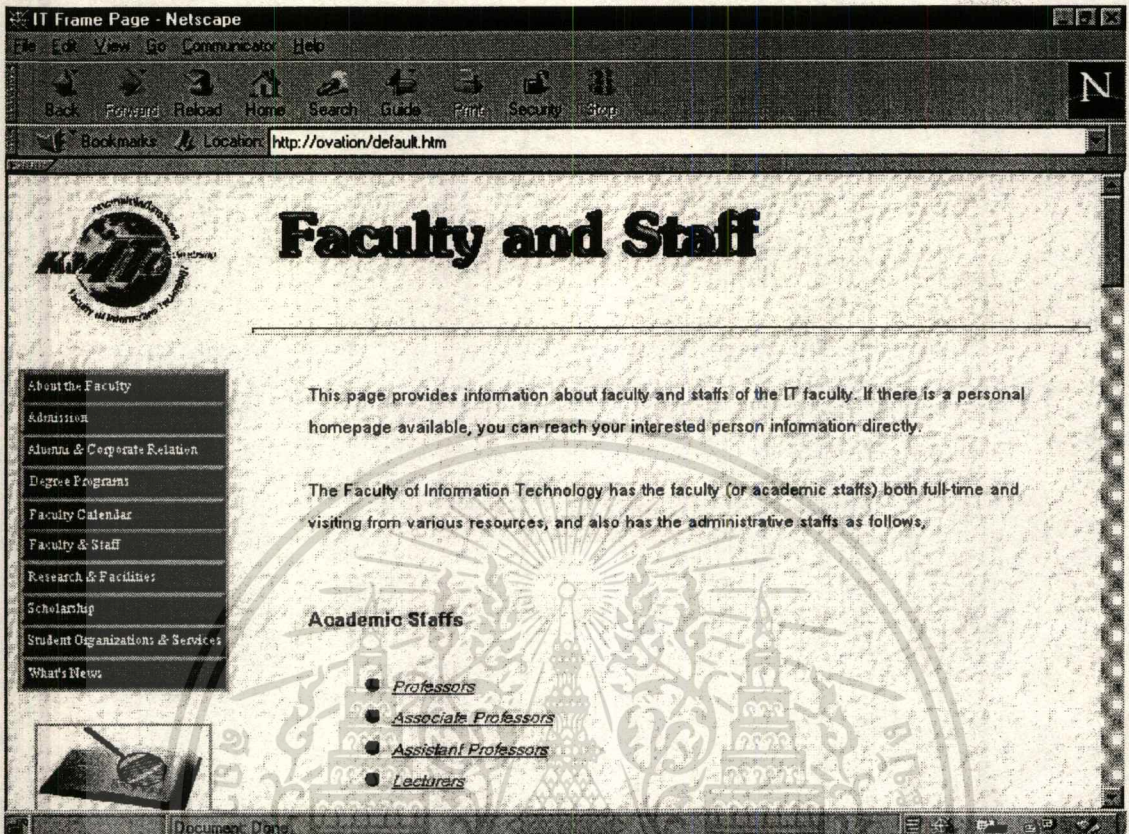 IT Frame Page - Netscape
File Edit View Go Communicator Help
Back Forward Reload Home Search Guide Print Security Stop
N
Bookmarks Location: http://ovation/default.htm
Faculty and Staff
Faculty of Information Technology
About the Faculty
Admission
Alumni & Corporate Relation
Degree Programs
Faculty Calendar
Faculty & Staff
Research & Facilities
Scholarship
Student Organizations & Services
What's News
This page provides information about faculty and staffs of the IT faculty. If there is a personal
homepage available, you can reach your interested person information directly.
The Faculty of Information Technology has the faculty (or academic staffs) both full-time and
visiting from various resources, and also has the administrative staffs as follows,
Academic Staffs
Professors
Associate Professors
Assistant Professors
Lecturers
Document: Done